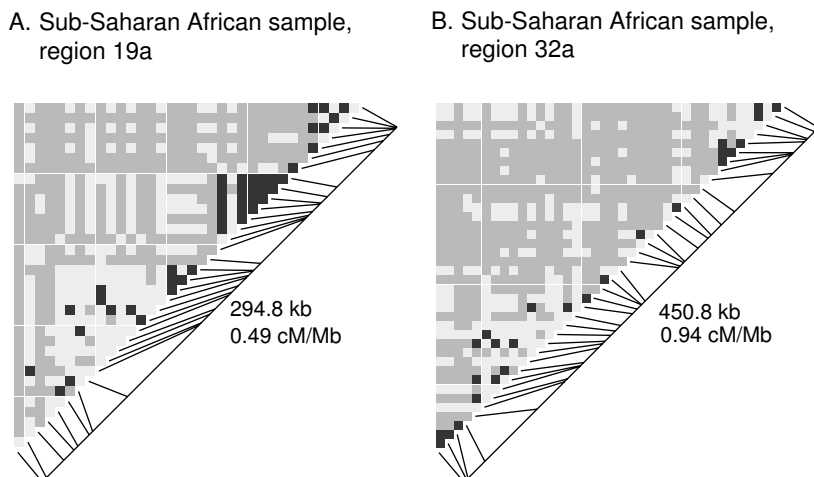 A. Sub-Saharan African sample,
region 19a
B. Sub-Saharan African sample,
region 32a
294.8 kb
0.49 cM/Mb
450.8 kb
0.94 cM/Mb